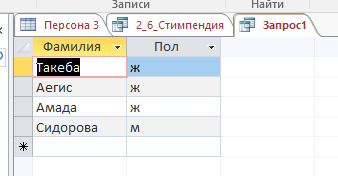 Записи Найти
Персона 3 2_6_Стимпендия Запрос1
Фамилия Пол
Такеба ж
Аегис ж
Амада ж
Сидорова м